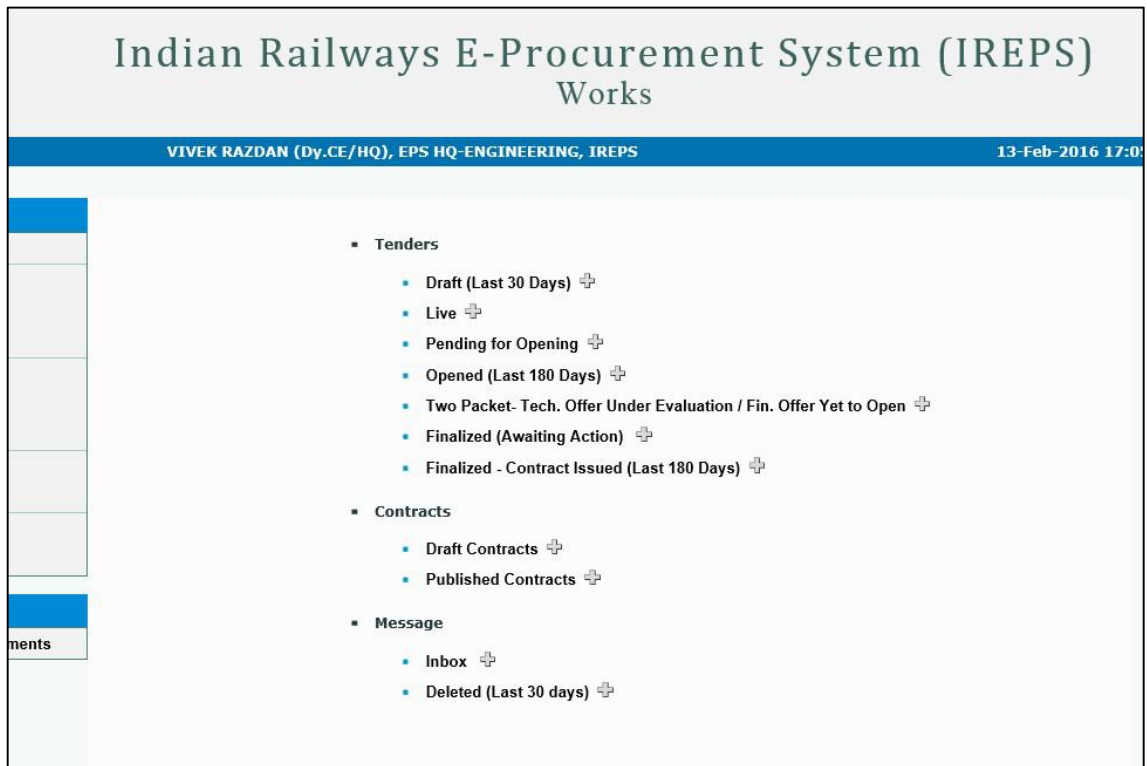 Indian Railways E-Procurement System (IREPS)
Works
VIVEK RAZDAN (Dy.CE/HQ), EPS HQ-ENGINEERING, IREPS 13-Feb-2016
Tenders
Draft (Last 30 Days)
Live
Pending for Opening
Opened (Last 180 Days)
Two Packet- Tech. Offer Under Evaluation / Fin. Offer Yet to Open
Finalized (Awaiting Action)
Finalized - Contract Issued (Last 180 Days)
Contracts
Draft Contracts
Published Contracts
Message
ments
Inbox
Deleted (Last 30 days)